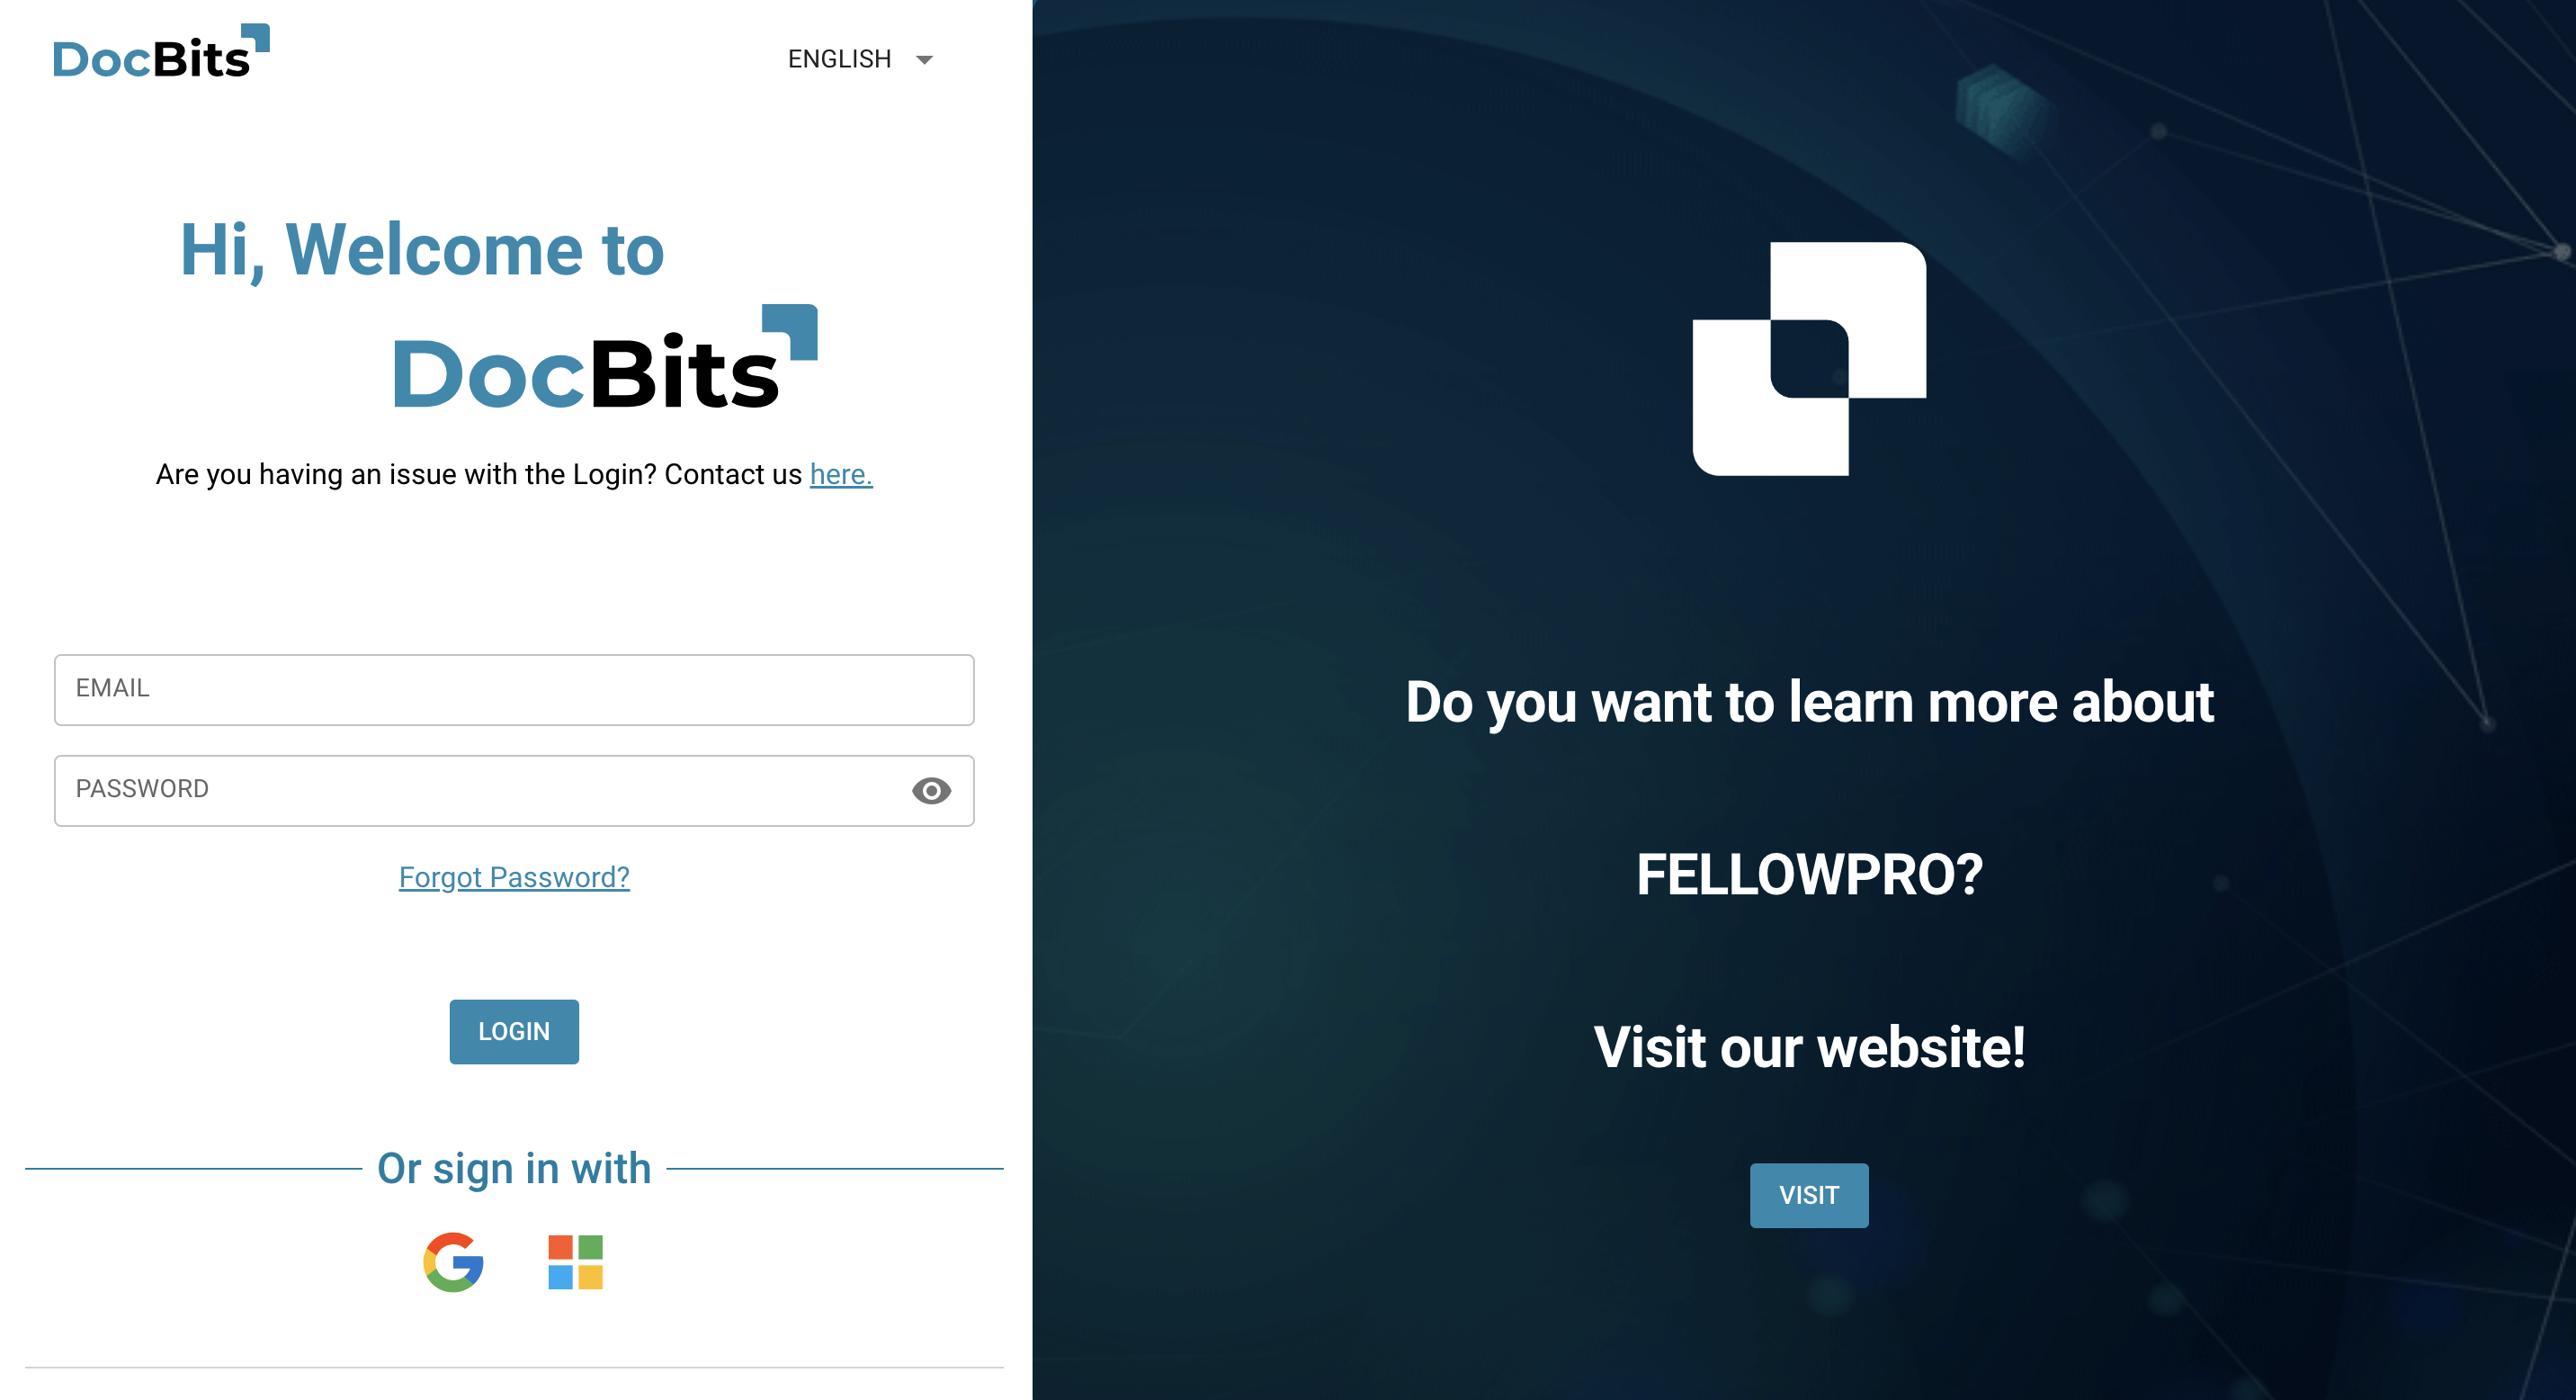 DocBits
ENGLISH
Hi, Welcome to
DocBits
Are you having an issue with the Login? Contact us here.
EMAIL
PASSWORD
Forgot Password?
LOGIN
Or sign in with
Do you want to learn more about
FELLOWPRO?
Visit our website!
VISIT